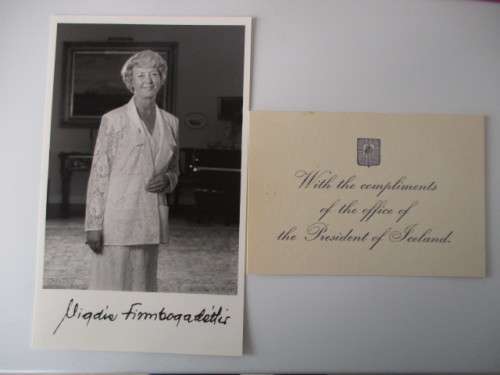 Vigdís Finnbogadóttir
With the compliments
of the office of
the President of Iceland.